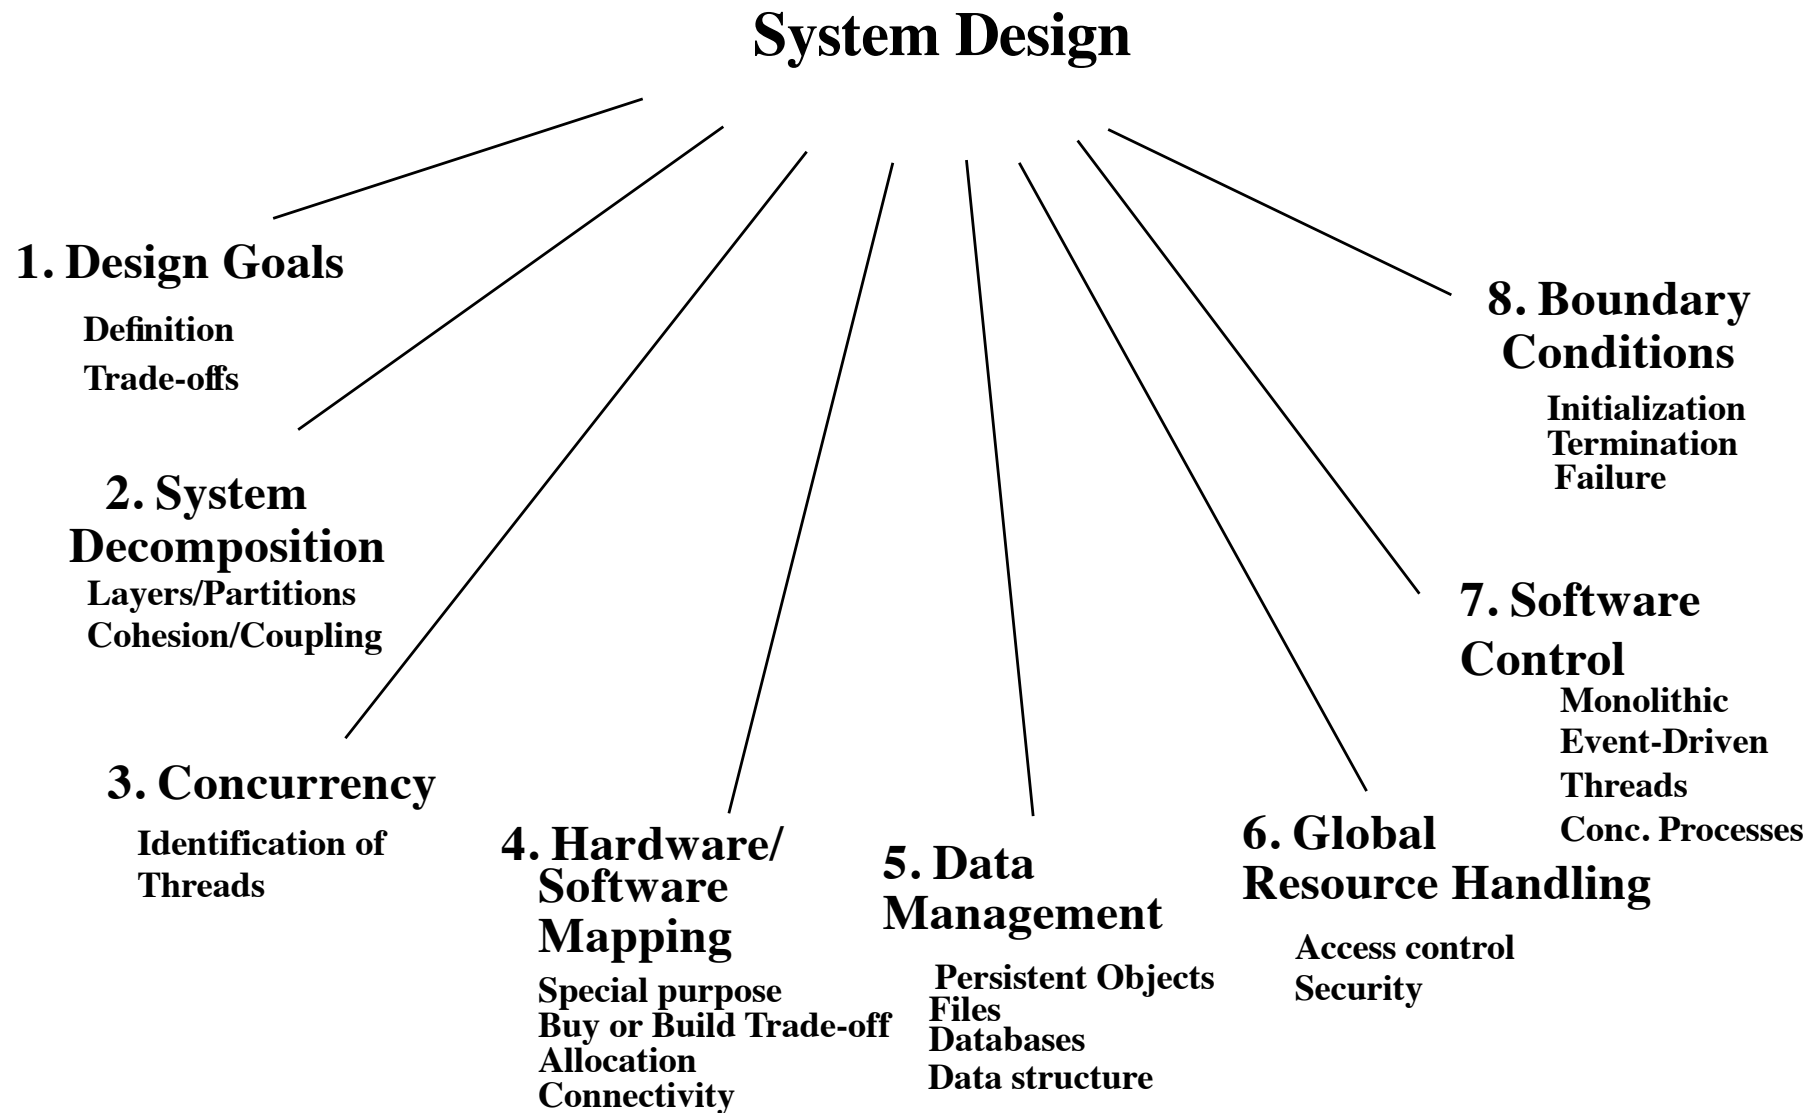 System Design
1. Design Goals
Definition
Trade-offs
2. System
Decomposition
Layers/Partitions
Cohesion/Coupling
3. Concurrency
Identification of
Threads
4. Hardware/
Software
Mapping
Special purpose
Buy or Build Trade-off
Allocation
Connectivity
5. Data
Management
Persistent Objects
Files
Databases
Data structure
6. Global
Resource Handling
Access control
Security
7. Software
Control
Monolithic
Event-Driven
Threads
Conc. Processes
8. Boundary
Conditions
Initialization
Termination
Failure